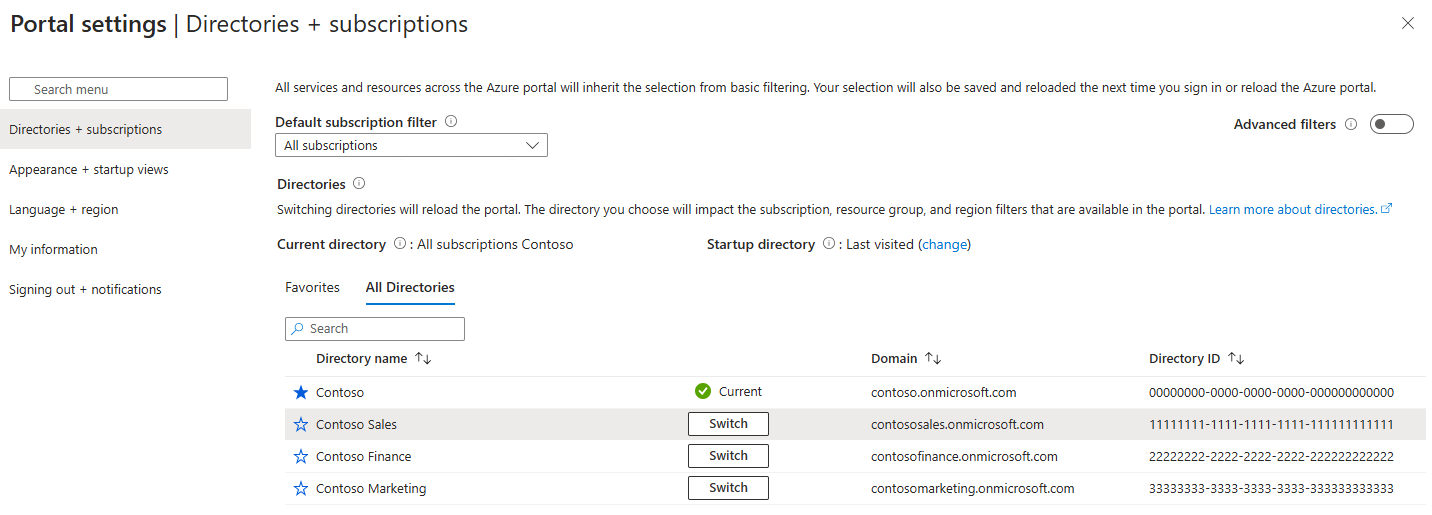 Portal settings | Directories + subscriptions
Search menu
Directories + subscriptions
Appearance + startup views
Language + region
My information
Signing out + notifications
All services and resources across the Azure portal will inherit the selection from basic filtering. Your selection will also be saved and reloaded the next time you sign in or reload the Azure portal.
Default subscription filter
All subscriptions
Advanced filters
Directories
Switching directories will reload the portal. The directory you choose will impact the subscription, resource group, and region filters that are available in the portal. Learn more about directories.
Current directory : All subscriptions Contoso
Startup directory : Last visited (change)
Favorites All Directories
Search
Directory name Domain Directory ID
Contoso Current contoso.onmicrosoft.com 00000000-0000-0000-0000-000000000000
Contoso Sales Switch contososales.onmicrosoft.com 11111111-1111-1111-1111-111111111111
Contoso Finance Switch contosofinance.onmicrosoft.com 22222222-2222-2222-2222-222222222222
Contoso Marketing Switch contosomarketing.onmicrosoft.com 33333333-3333-3333-3333-333333333333